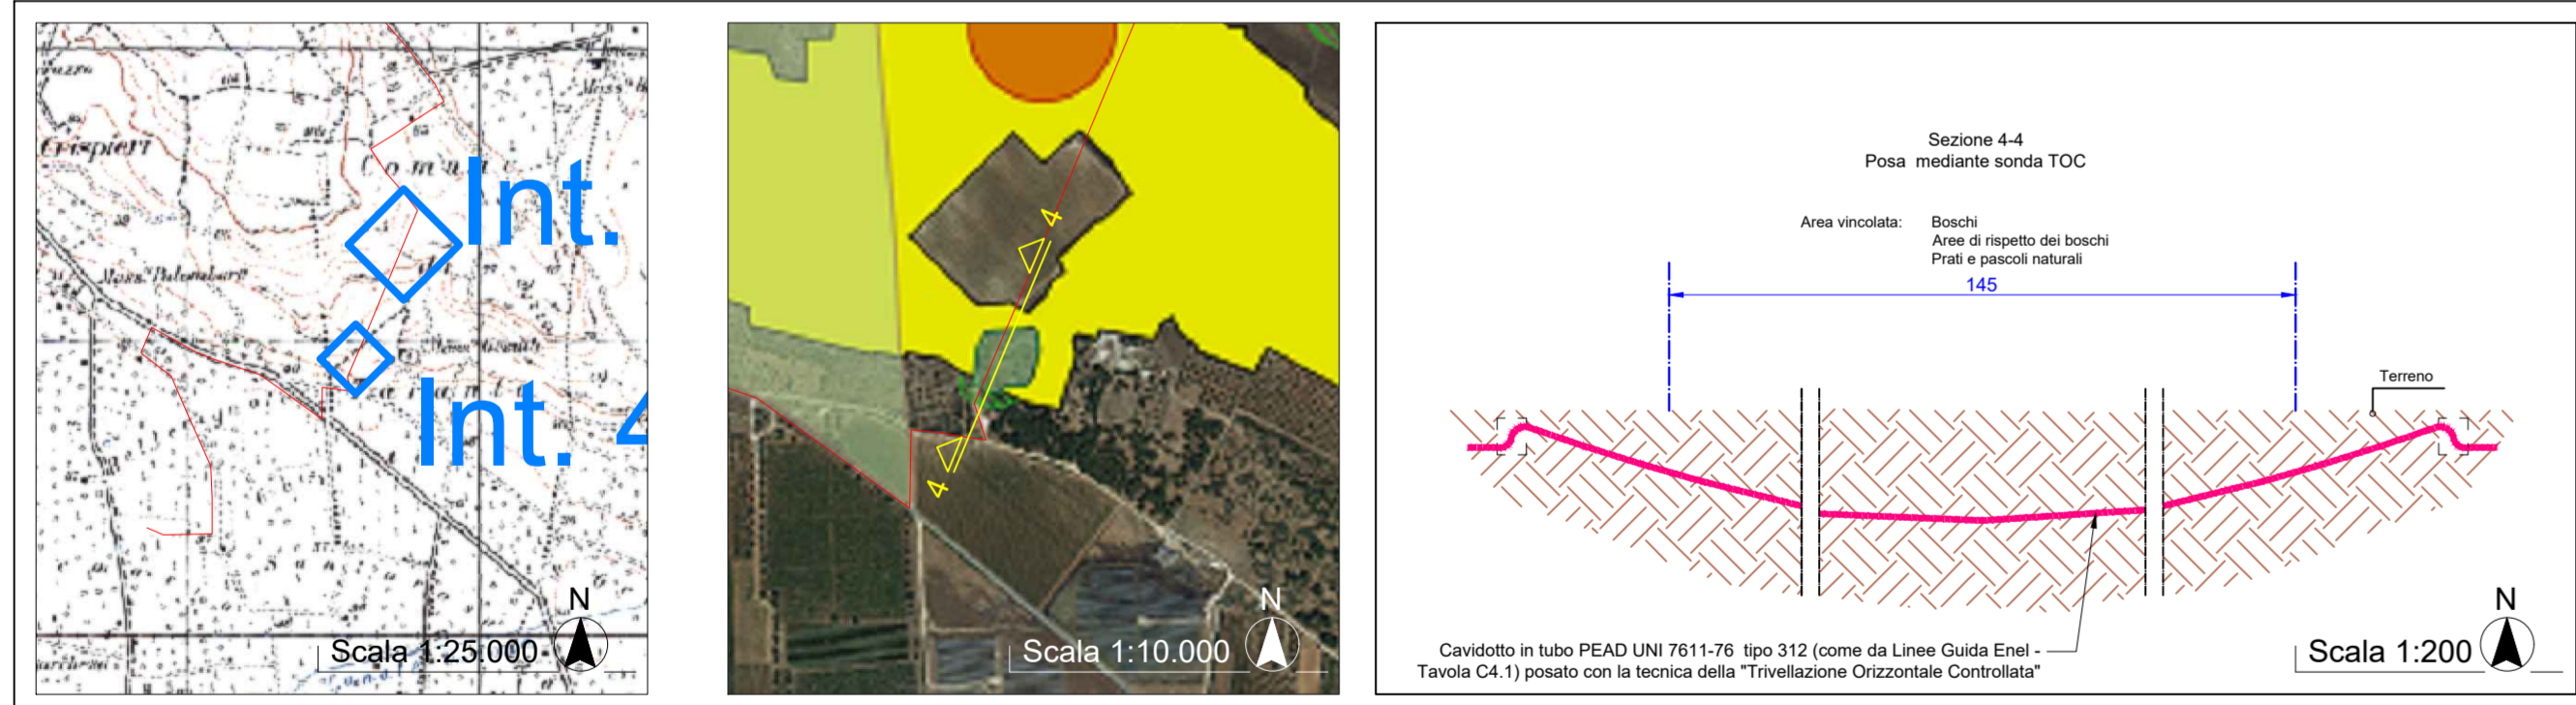 Int.
Int. 4
N
Scala 1:25.000
4
4
N
Scala 1:10.000
Sezione 4-4
Posa mediante sonda TOC
Area vincolata: Boschi
Aree di rispetto dei boschi
Prati e pascoli naturali
145
Terreno
Cavidotto in tubo PEAD UNI 7611-76 tipo 312 (come da Linee Guida Enel -
Tavola C4.1) posato con la tecnica della "Trivellazione Orizzontale Controllata"
N
Scala 1:200